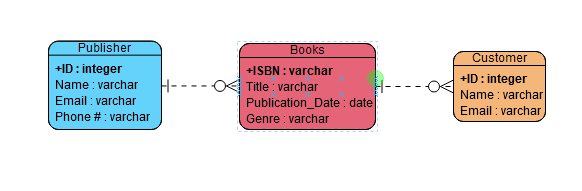 Publisher
+ID : integer
Name : varchar
Email : varchar
Phone # : varchar
Books
+ISBN : varchar
Title : varchar
Publication_Date : date
Genre : varchar
Customer
+ID : integer
Name : varchar
Email : varchar